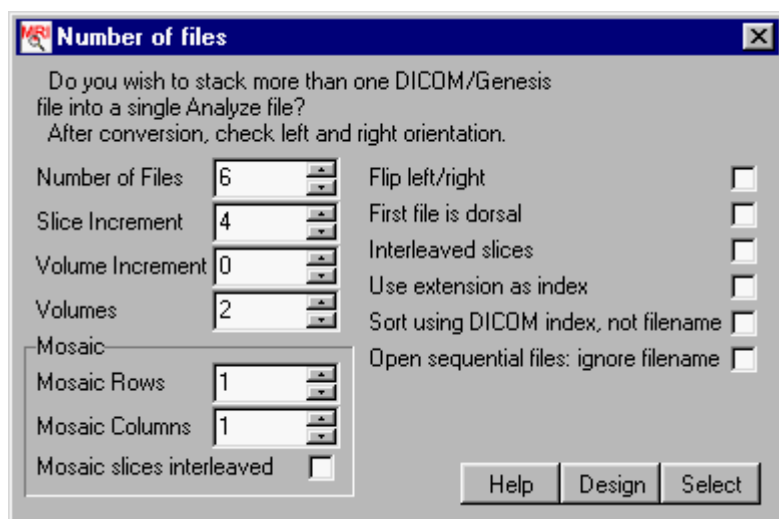 MRI Number of files
Do you wish to stack more than one DICOM/Genesis
file into a single Analyze file?
After conversion, check left and right orientation.
Number of Files 6
Slice Increment 4
Volume Increment 0
Volumes 2
Mosaic
Mosaic Rows 1
Mosaic Columns 1
Mosaic slices interleaved
Flip left/right
First file is dorsal
Interleaved slices
Use extension as index
Sort using DICOM index, not filename
Open sequential files: ignore filename
Help Design Select